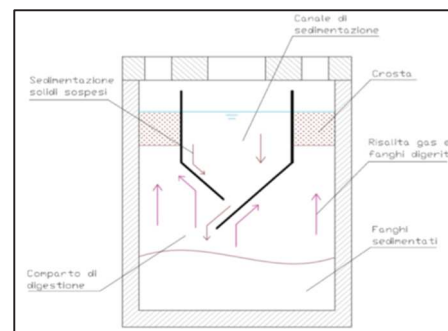 Canale di
sedimentazione
Sedimentazione
solidi sospesi
Crosta
Risalita gas e
fanghi digeriti
Fanghi
sedimentati
Comparto di
digestione